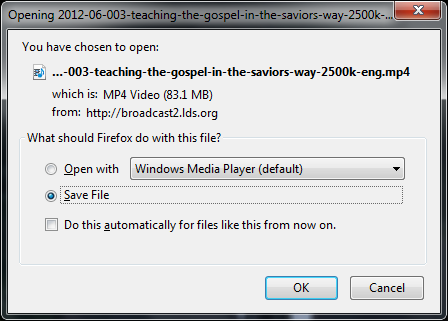 Opening 2012-06-003-teaching-the-gospel-in-the-saviors-way-2500k-...
You have chosen to open:
...-003-teaching-the-gospel-in-the-saviors-way-2500k-eng.mp4
which is: MP4 Video (83.1 MB)
from: http://broadcast2.lds.org
What should Firefox do with this file?
Open with Windows Media Player (default)
Save File
Do this automatically for files like this from now on.
OK Cancel